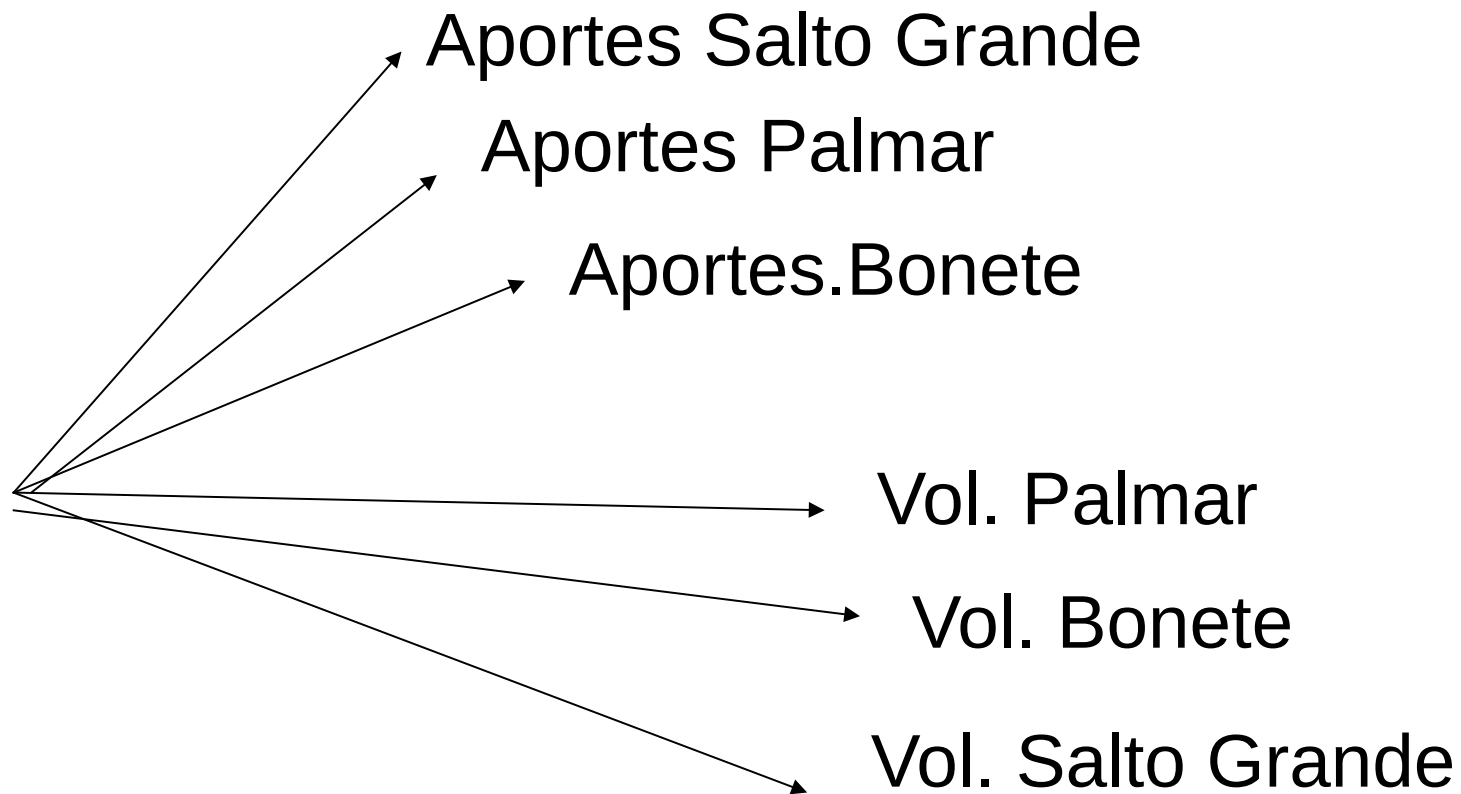 Aportes Salto Grande
Aportes Palmar
Aportes.Bonete
Vol. Palmar
Vol. Bonete
Vol. Salto Grande